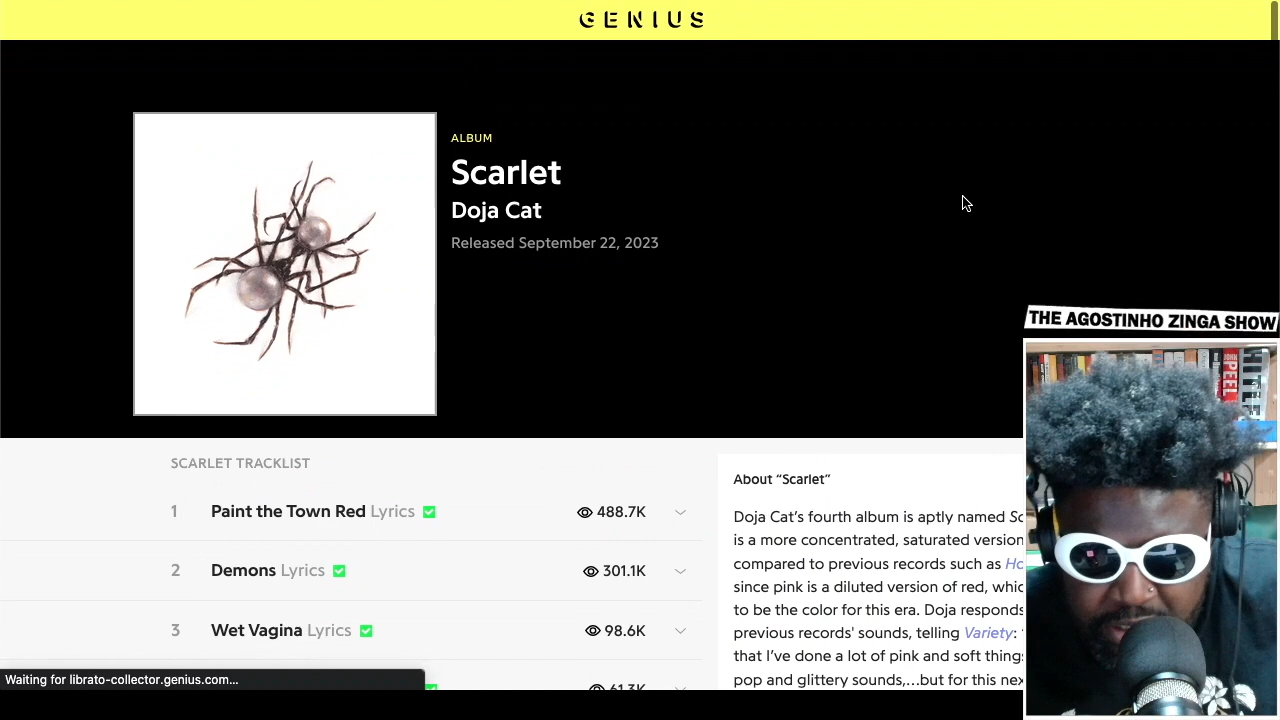 GENIUS
ALBUM
Scarlet
Doja Cat
Released September 22, 2023
THE AGOSTINHO ZINGA SHOW
SCARLET TRACKLIST
1 Paint the Town Red Lyrics 488.7K
2 Demons Lyrics 301.1K
3 Wet Vagina Lyrics 98.6K
61.3K
About “Scarlet”
Doja Cat’s fourth album is aptly named Sc
is a more concentrated, saturated version
compared to previous records such as Ho
since pink is a diluted version of red, whic
to be the color for this era. Doja responds
previous records' sounds, telling Variety:
that I’ve done a lot of pink and soft things
pop and glittery sounds,...but for this nex
Waiting for librato-collector.genius.com...